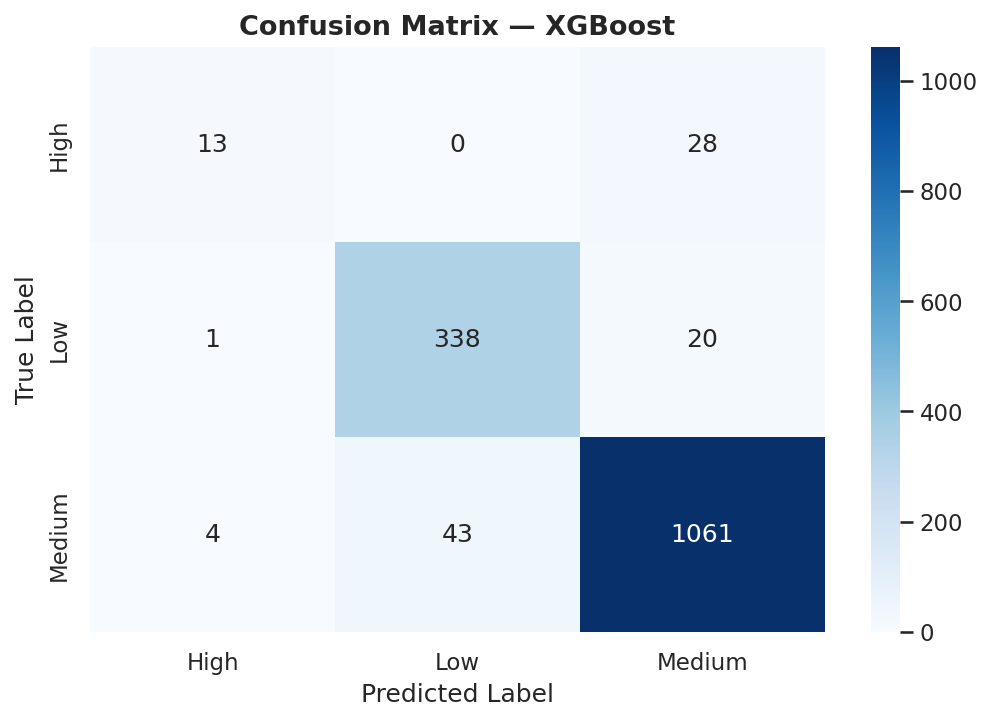 Confusion Matrix — XGBoost
1000
800
600
400
200
0
True Label
High
13 0 28
Low
1 338 20
Medium
4 43 1061
High Low Medium
Predicted Label